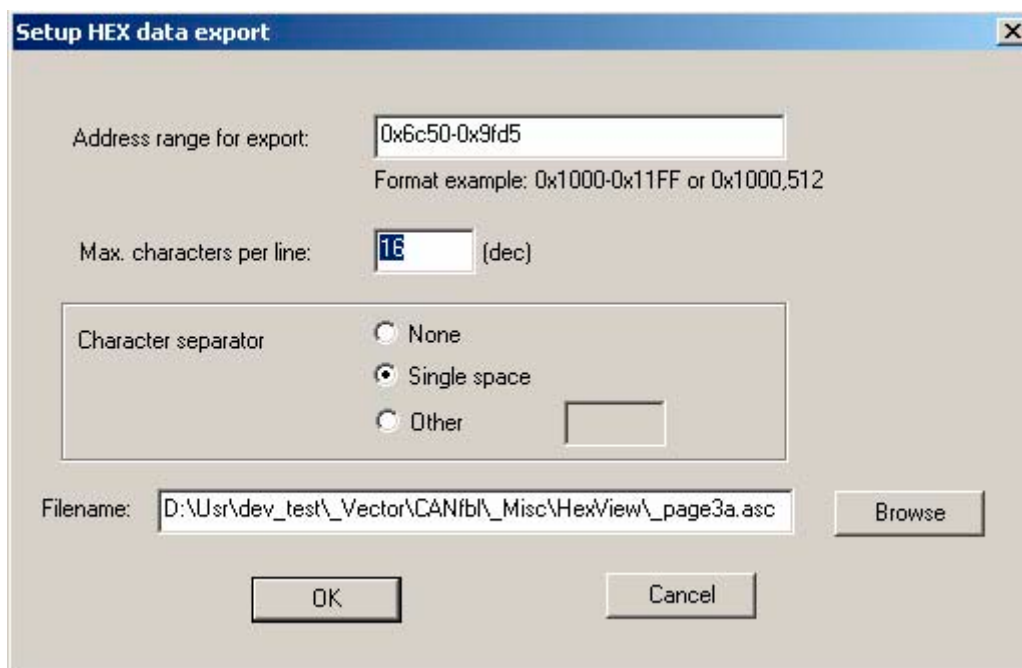 Setup HEX data export
Address range for export: 0x6c50-0x9fd5
Format example: 0x1000-0x11FF or 0x1000,512
Max. characters per line: 16 (dec)
Character separator
None
Single space
Other
Filename: D:\Usr\dev_test\_Vector\CANfbl\_Misc\HexView\_page3a.asc Browse
OK Cancel